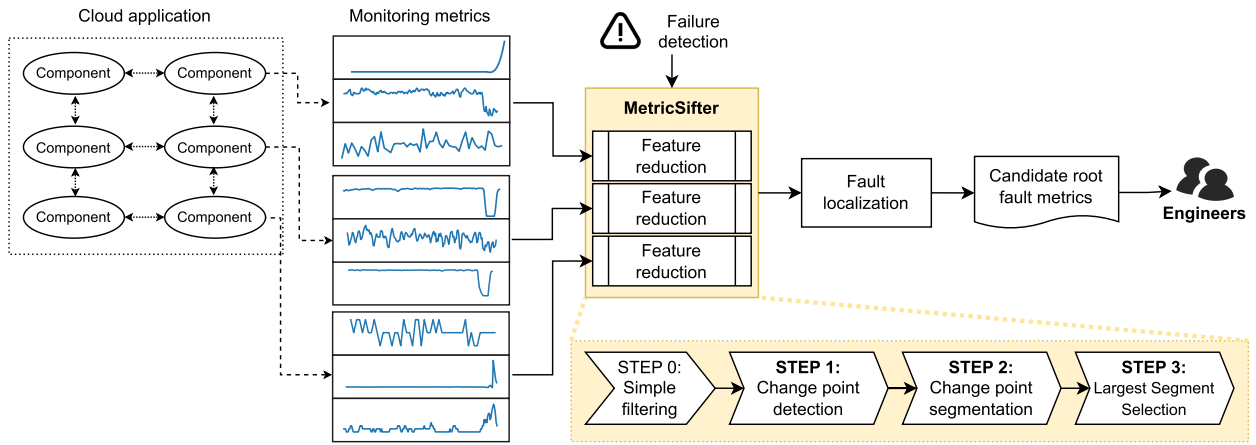 Cloud application
Monitoring metrics
Failure
detection
Component
Component
Component
Component
Component
Component
MetricSifter
Feature
reduction
Feature
reduction
Feature
reduction
Fault
localization
Candidate root
fault metrics
Engineers
STEP 0:
Simple
filtering
STEP 1:
Change point
detection
STEP 2:
Change point
segmentation
STEP 3:
Largest Segment
Selection